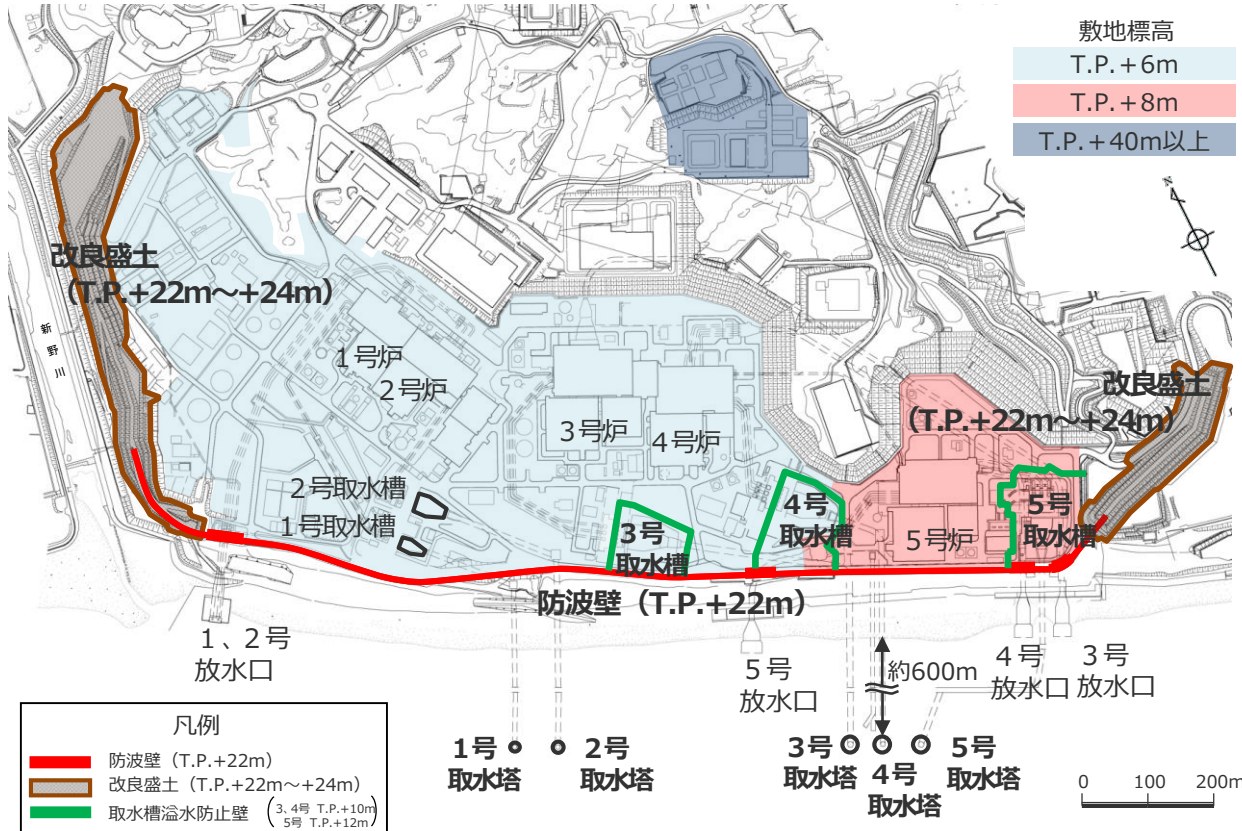 敷地標高
T.P.+6m
T.P.+8m
T.P.+40m以上
N
改良盛土
（T.P.+22m～+24m）
新野川
1号炉
2号炉
3号炉
4号炉
5号炉
改良盛土
（T.P.+22m～+24m）
2号取水槽
1号取水槽
3号
取水槽
4号
取水槽
5号
取水槽
防波壁（T.P.+22m）
1、2号
放水口
5号
放水口
約600m
4号
放水口
3号
放水口
1号
取水塔
2号
取水塔
3号
取水塔
4号
取水塔
5号
取水塔
凡例
防波壁（T.P.+22m）
改良盛土（T.P.+22m～+24m）
取水槽溢水防止壁（3、4号 T.P.+10m
5号 T.P.+12m）
0 100 200m